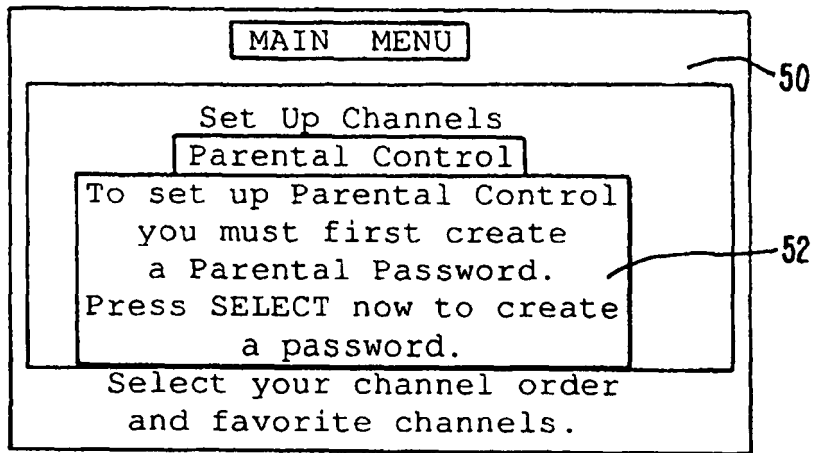 MAIN MENU
50
Set Up Channels
Parental Control
To set up Parental Control
you must first create
a Parental Password.
52
Press SELECT now to create
a password.
Select your channel order
and favorite channels.